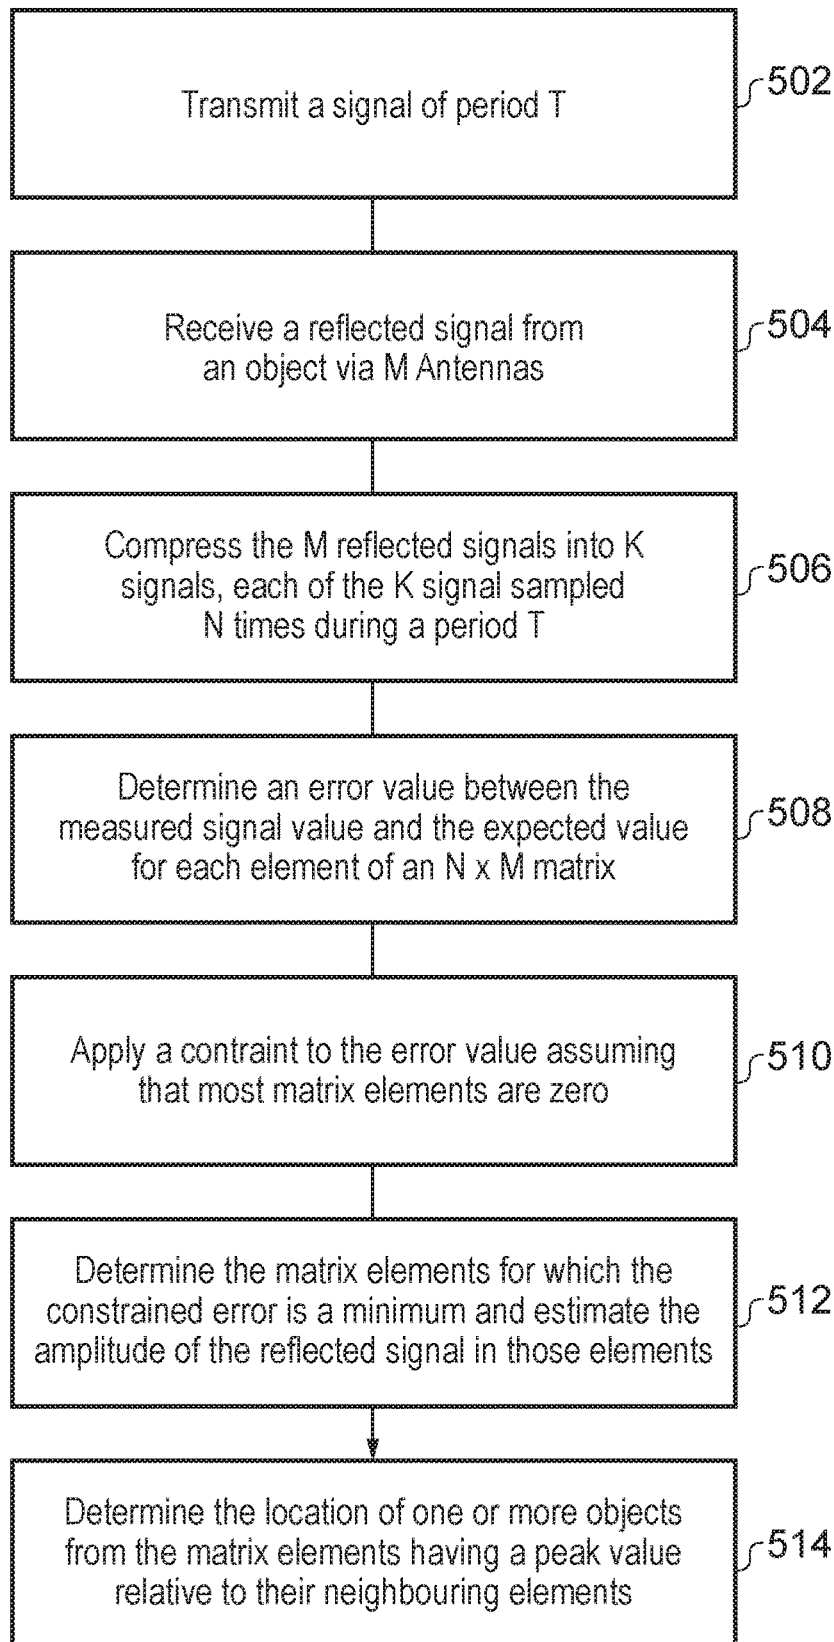 Transmit a signal of period T
502
Receive a reflected signal from
an object via M Antennas
504
Compress the M reflected signals into K
signals, each of the K signal sampled
N times during a period T
506
Determine an error value between the
measured signal value and the expected value
for each element of an N x M matrix
508
Apply a contraint to the error value assuming
that most matrix elements are zero
510
Determine the matrix elements for which the
constrained error is a minimum and estimate the
amplitude of the reflected signal in those elements
512
Determine the location of one or more objects
from the matrix elements having a peak value
relative to their neighbouring elements
514